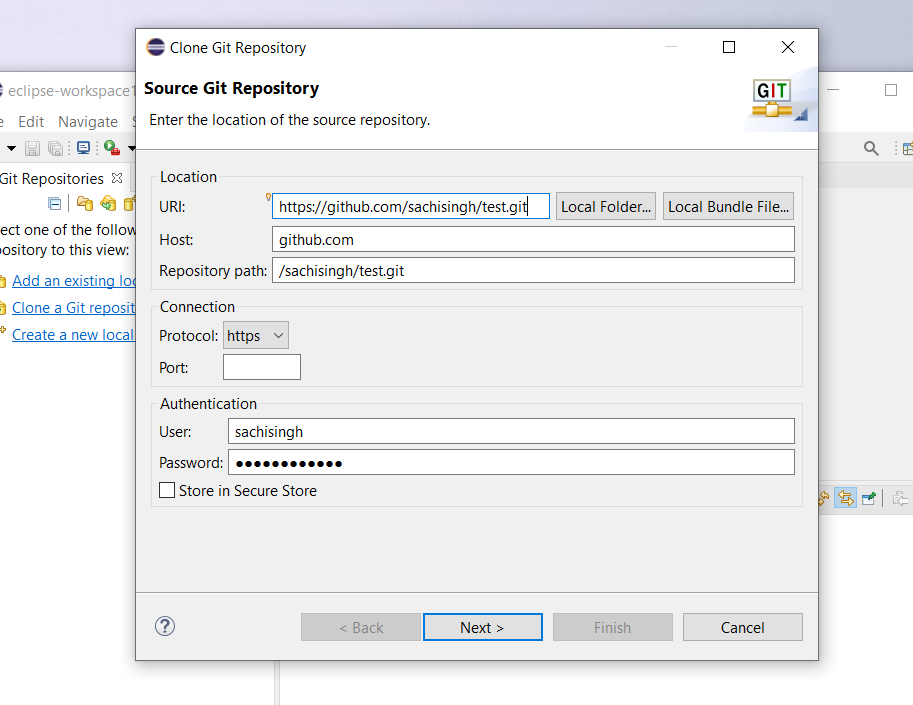 Clone Git Repository
Source Git Repository
GIT
Enter the location of the source repository.
eclipse-workspace1
e Edit Navigate S
Git Repositories
ect one of the follow
pository to this view:
Add an existing loc
Clone a Git reposit
Create a new local
Location
URI: https://github.com/sachisingh/test.git Local Folder... Local Bundle File...
Host: github.com
Repository path: /sachisingh/test.git
Connection
Protocol: https
Port:
Authentication
User: sachisingh
Password: ●●●●●●●●●●●●
Store in Secure Store
? < Back Next > Finish Cancel